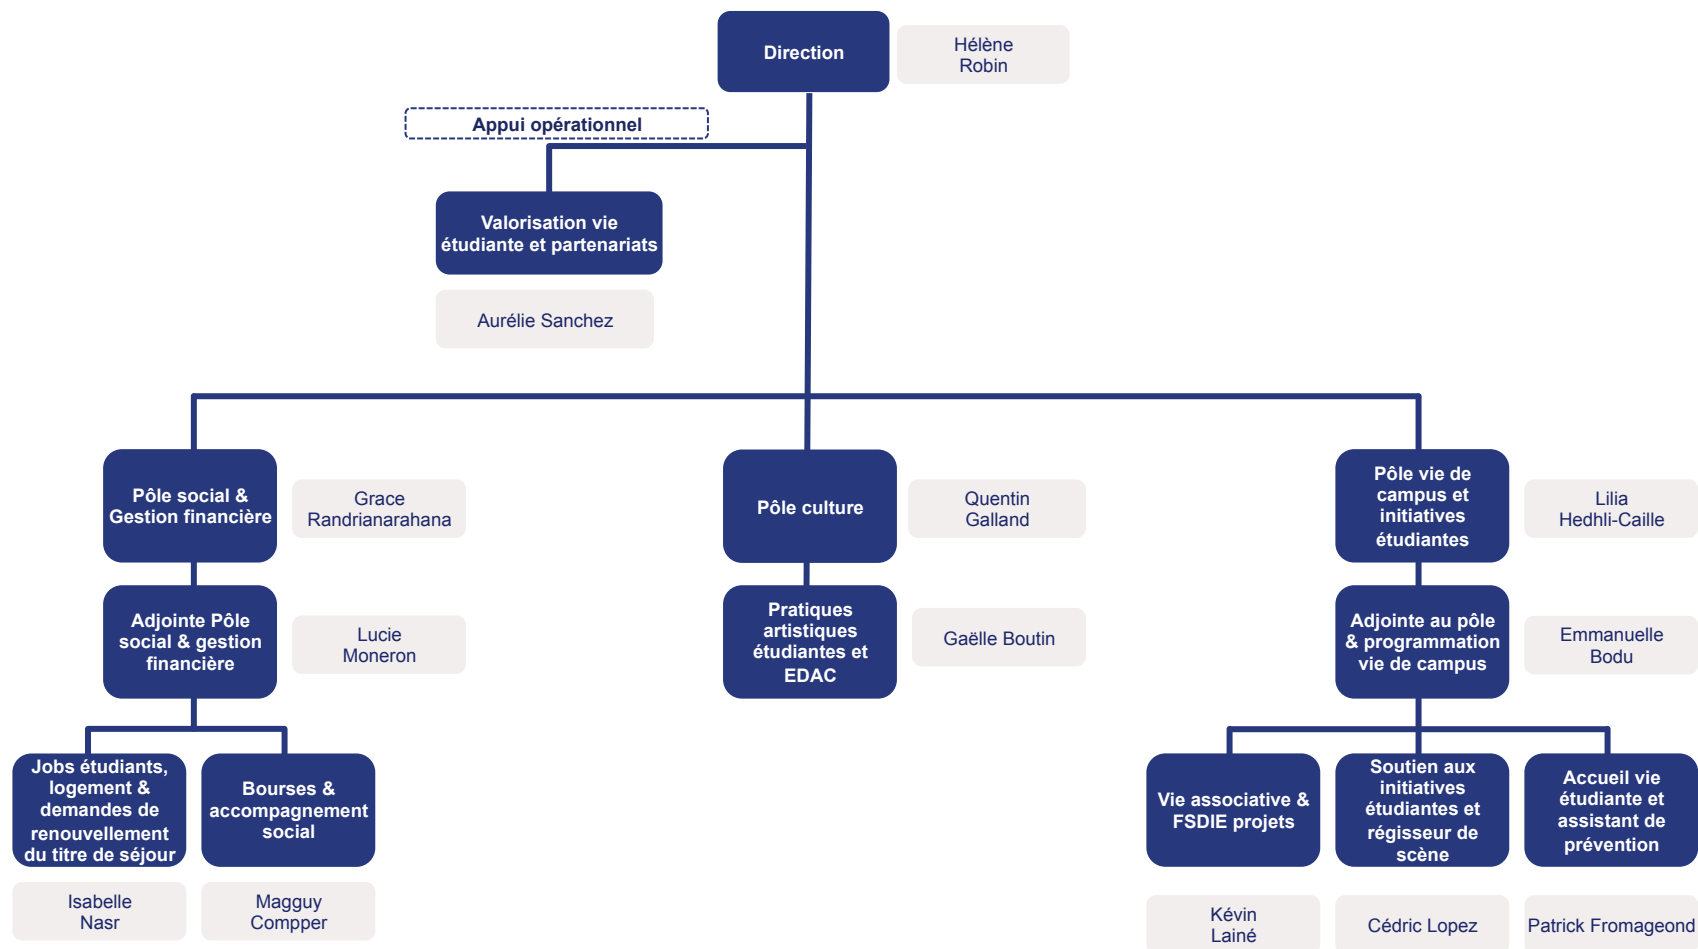 Direction
Hélène
Robin
Appui opérationnel
Valorisation vie
étudiante et partenariats
Aurélie Sanchez
Pôle social &
Gestion financière
Grace
Randrianarahana
Pôle culture
Quentin
Galland
Pôle vie de
campus et
initiatives
étudiantes
Lilia
Hedhli-Caille
Adjointe Pôle
social & gestion
financière
Lucie
Moneron
Pratiques
artistiques
étudiantes et
EDAC
Gaëlle Boutin
Adjointe au pôle
& programmation
vie de campus
Emmanuelle
Bodu
Jobs étudiants,
logement &
demandes de
renouvellement
du titre de séjour
Isabelle
Nasr
Bourses &
accompagnement
social
Magguy
Compper
Vie associative &
FSDIE projets
Kévin
Lainé
Soutien aux
initiatives
étudiantes et
régisseur de
scène
Cédric Lopez
Accueil vie
étudiante et
assistant de
prévention
Patrick Fromageond